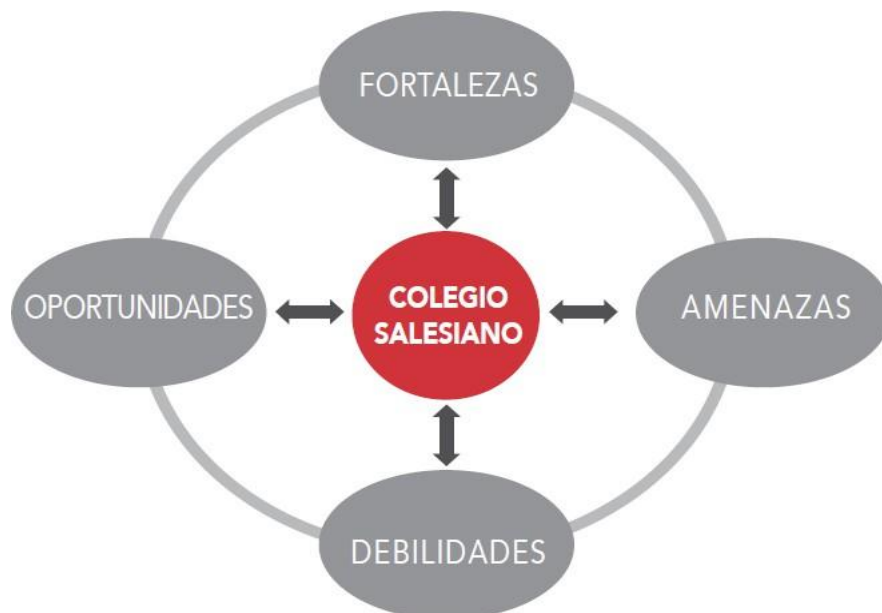 FORTALEZAS
OPORTUNIDADES
COLEGIO
SALESIANO
AMENAZAS
DEBILIDADES